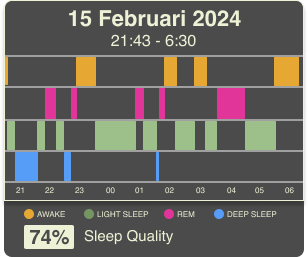 15 Februari 2024
21:43 - 6:30
21 22 23 00 01 02 03 04 05 06
AWAKE LIGHT SLEEP REM DEEP SLEEP
74% Sleep Quality